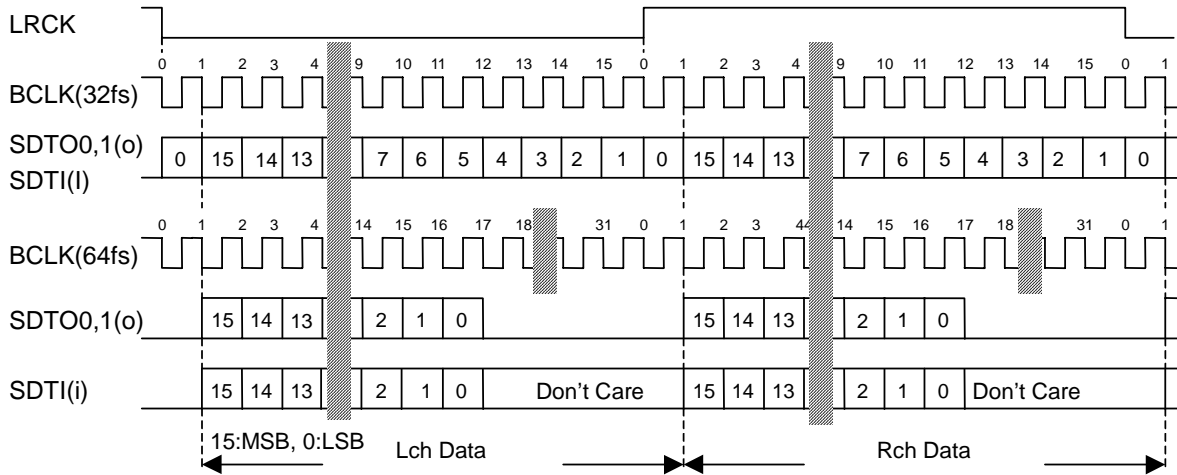 LRCK
0 1 2 3 4 9 10 11 12 13 14 15 0 1 2 3 4 9 10 11 12 13 14 15 0 1
BCLK(32fs)
SDTO0,1(o)
0 15 14 13 7 6 5 4 3 2 1 0 15 14 13 7 6 5 4 3 2 1 0
SDTI(I)
0 1 2 3 4 14 15 16 17 18 31 0 1 2 3 44 14 15 16 17 18 31 0 1
BCLK(64fs)
SDTO0,1(o) 15 14 13 2 1 0 15 14 13 2 1 0
SDTI(i) 15 14 13 2 1 0 Don't Care 15 14 13 2 1 0 Don't Care
15:MSB, 0:LSB
Lch Data Rch Data